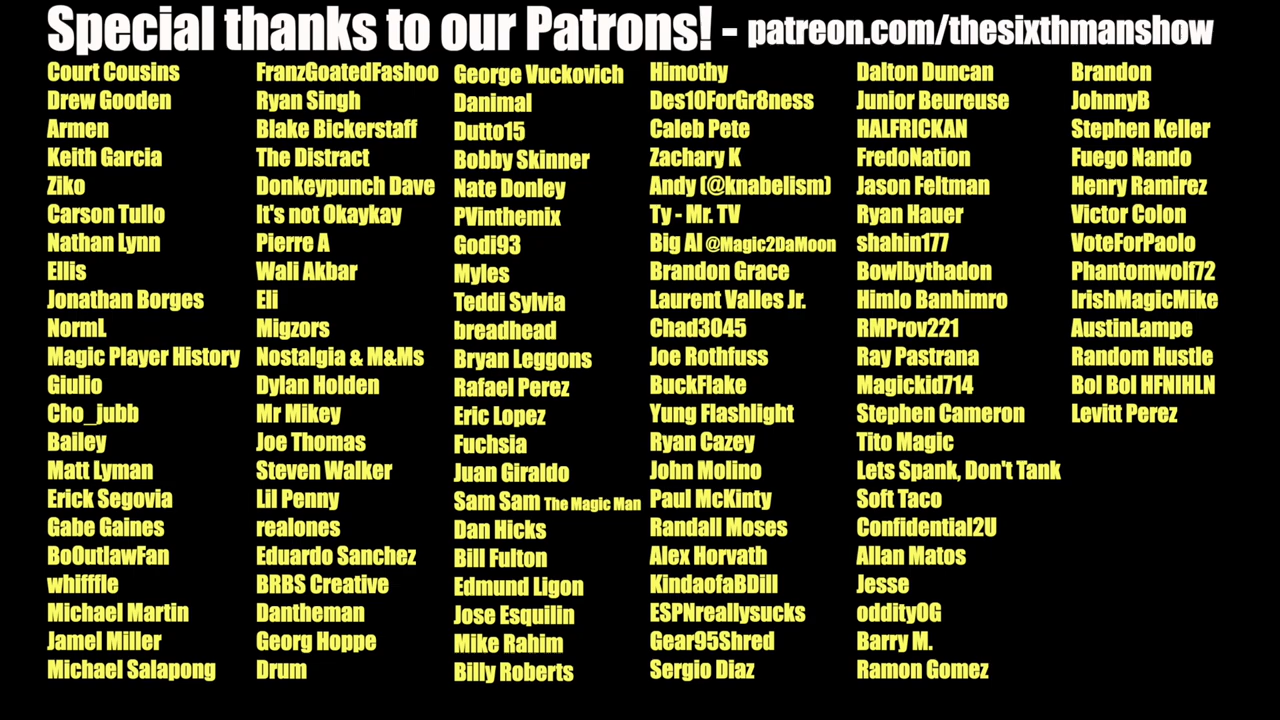 Special thanks to our Patrons! - patreon.com/thesixthmanshow
Court Cousins
Drew Gooden
Armen
Keith Garcia
Ziko
Carson Tullo
Nathan Lynn
Ellis
Jonathan Borges
NormL
Magic Player History
Giulio
Cho_jubb
Bailey
Matt Lyman
Erick Segovia
Gabe Gaines
BoOutlawFan
whifffle
Michael Martin
Jamel Miller
Michael Salapong
FranzGoatedFashoo
Ryan Singh
Blake Bickerstaff
The Distract
Donkeypunch Dave
It's not Okaykay
Pierre A
Wali Akbar
Eli
Migzors
Nostalgia & M&Ms
Dylan Holden
Mr Mikey
Joe Thomas
Steven Walker
Lil Penny
realones
Eduardo Sanchez
BRBS Creative
Dantheman
Georg Hoppe
Drum
George Vuckovich
Danimal
Dutto15
Bobby Skinner
Nate Donley
PVinthemix
Godi93
Myles
Teddi Sylvia
breadhead
Bryan Leggons
Rafael Perez
Eric Lopez
Fuchsia
Juan Giraldo
Sam Sam The Magic Man
Dan Hicks
Bill Fulton
Edmund Ligon
Jose Esquilin
Mike Rahim
Billy Roberts
Himothy
Des10ForGr8ness
Caleb Pete
Zachary K
Andy (@knabelism)
Ty - Mr. TV
Big Al @Magic2DaMoon
Brandon Grace
Laurent Valles Jr.
Chad3045
Joe Rothfuss
BuckFlake
Yung Flashlight
Ryan Cazey
John Molino
Paul McKinty
Randall Moses
Alex Horvath
KindaofaBDill
ESPNreallysucks
Gear95Shred
Sergio Diaz
Dalton Duncan
Junior Beureuse
HALFRICKAN
FredoNation
Jason Feltman
Ryan Hauer
shahin177
Bowlbythadon
Himlo Banhimro
RMProv221
Ray Pastrana
Magickid714
Stephen Cameron
Tito Magic
Lets Spank, Don't Tank
Soft Taco
Confidential2U
Allan Matos
Jesse
oddityOG
Barry M.
Ramon Gomez
Brandon
JohnnyB
Stephen Keller
Fuego Nando
Henry Ramirez
Victor Colon
VoteForPaolo
Phantomwolf72
IrishMagicMike
AustinLampe
Random Hustle
Bol Bol HFNIHLN
Levitt Perez